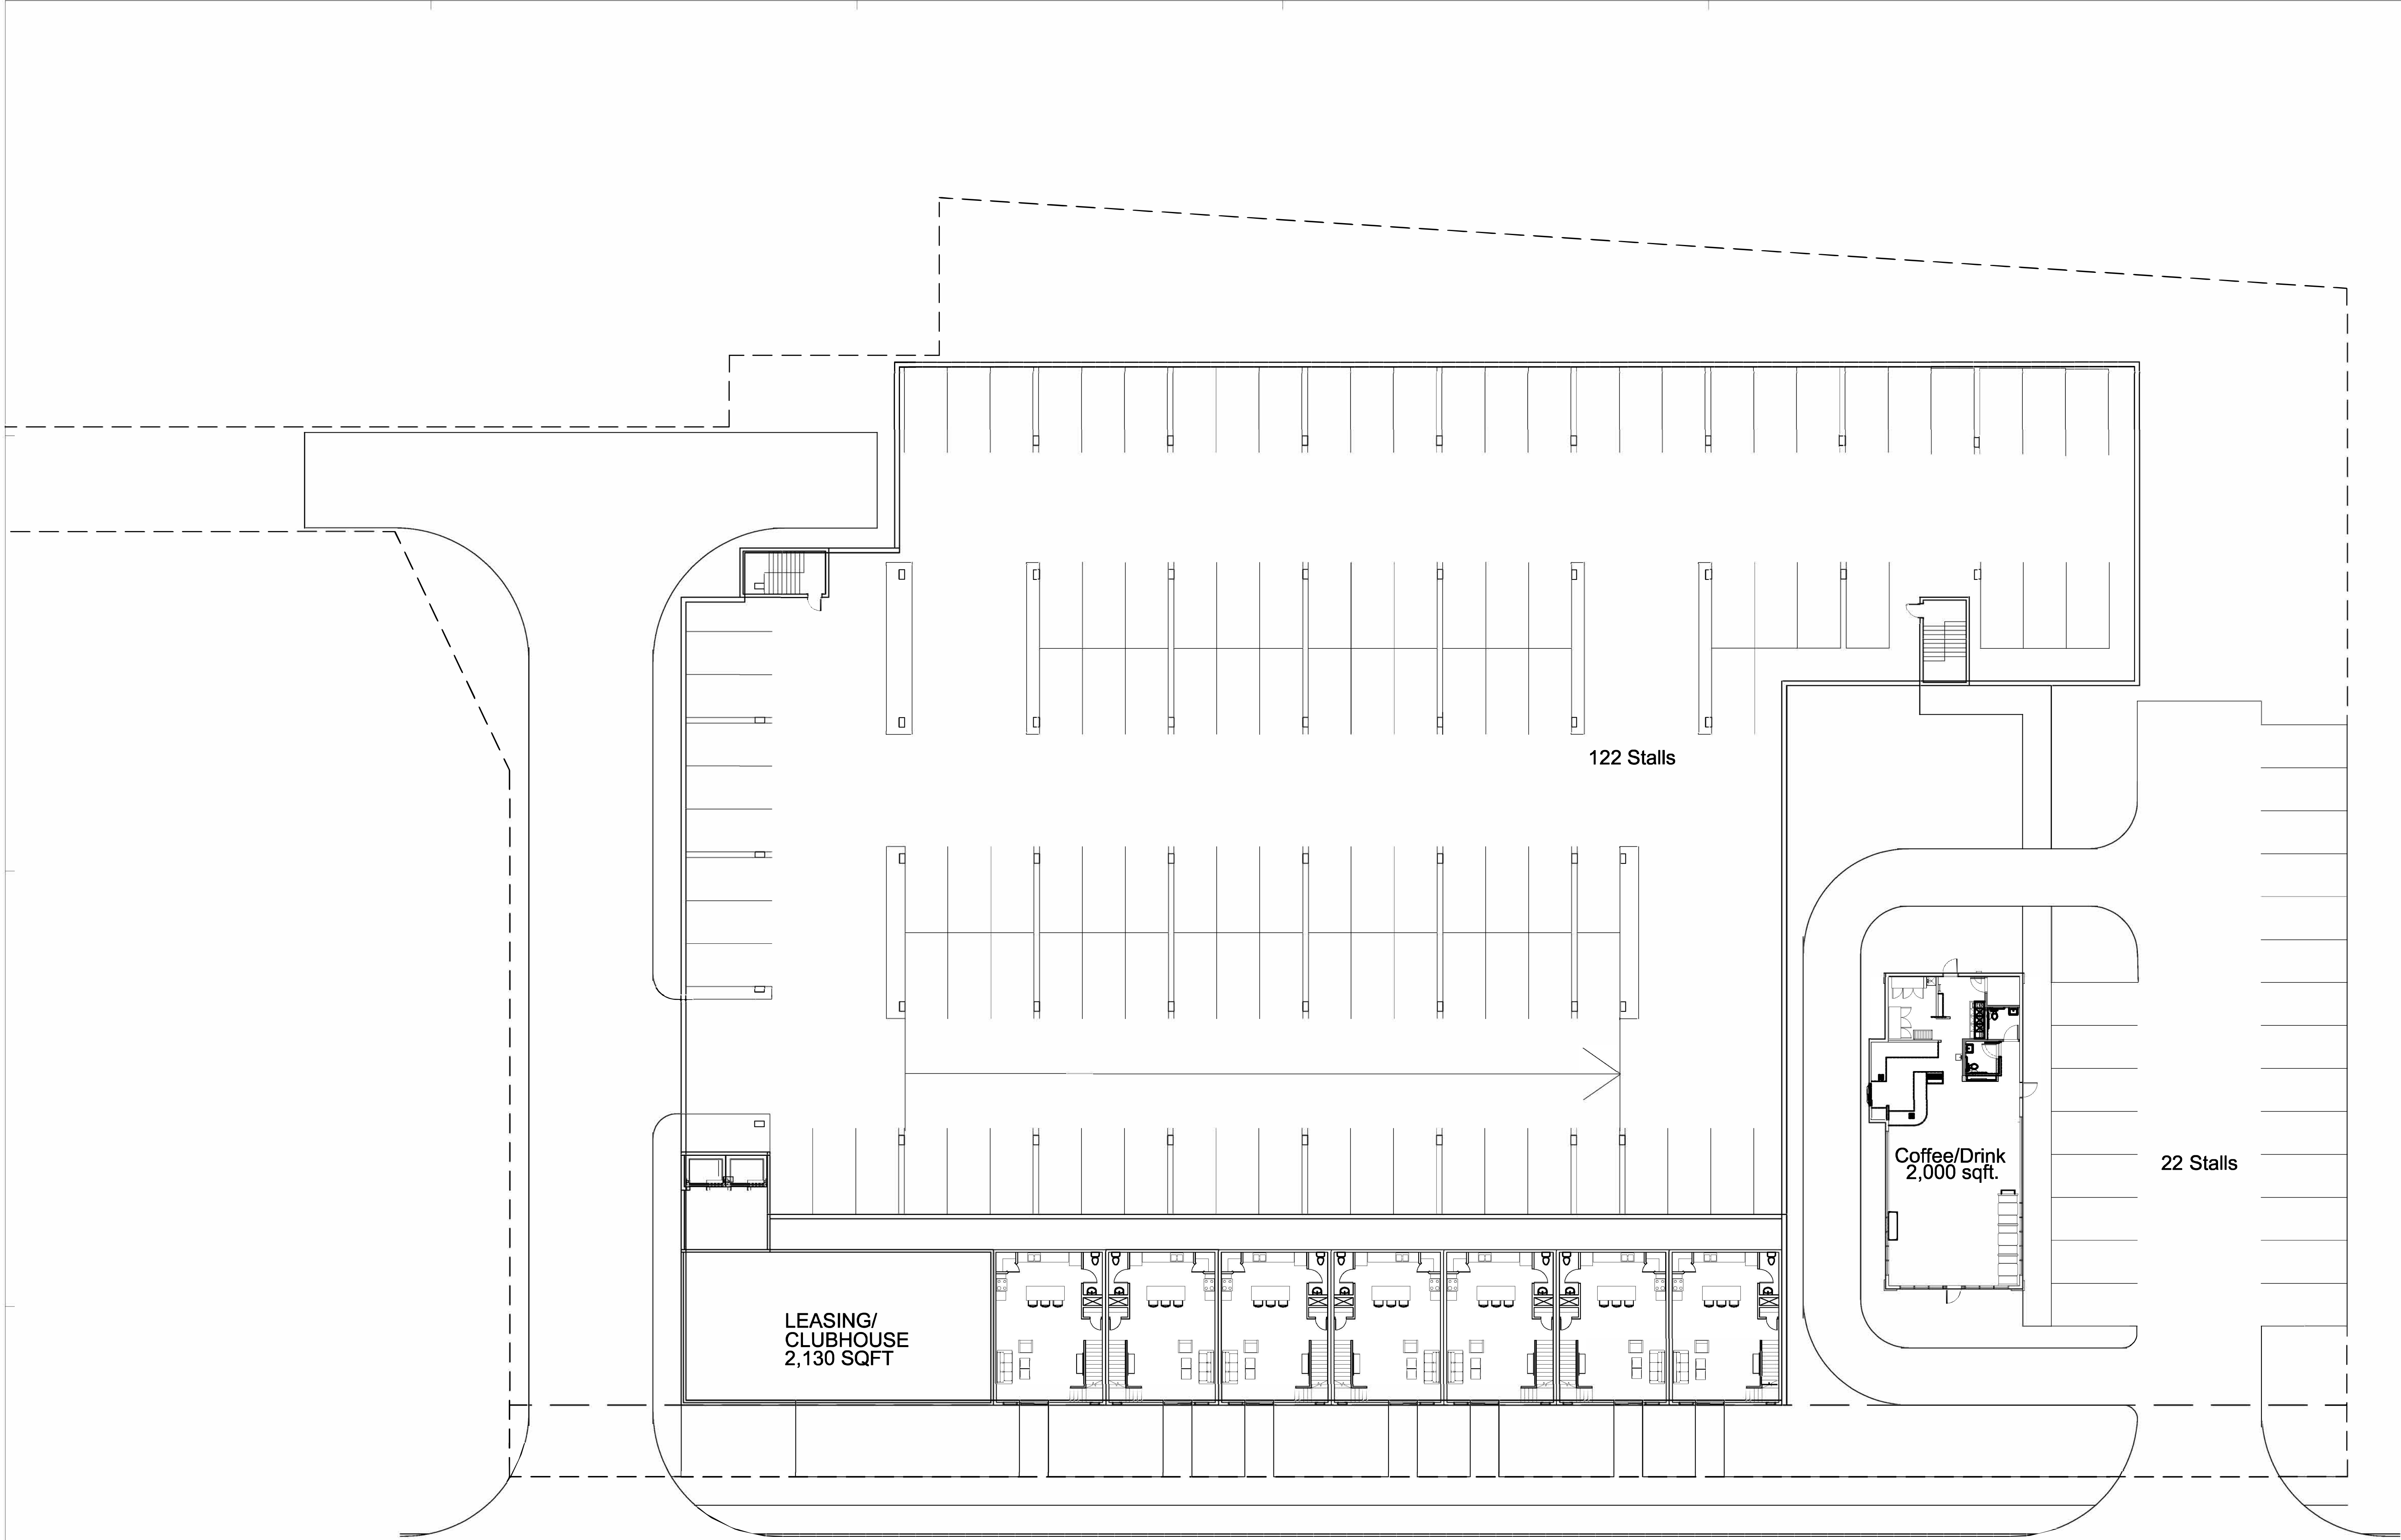 122 Stalls
Coffee/Drink
2,000 sqft.
22 Stalls
LEASING/
CLUBHOUSE
2,130 SQFT